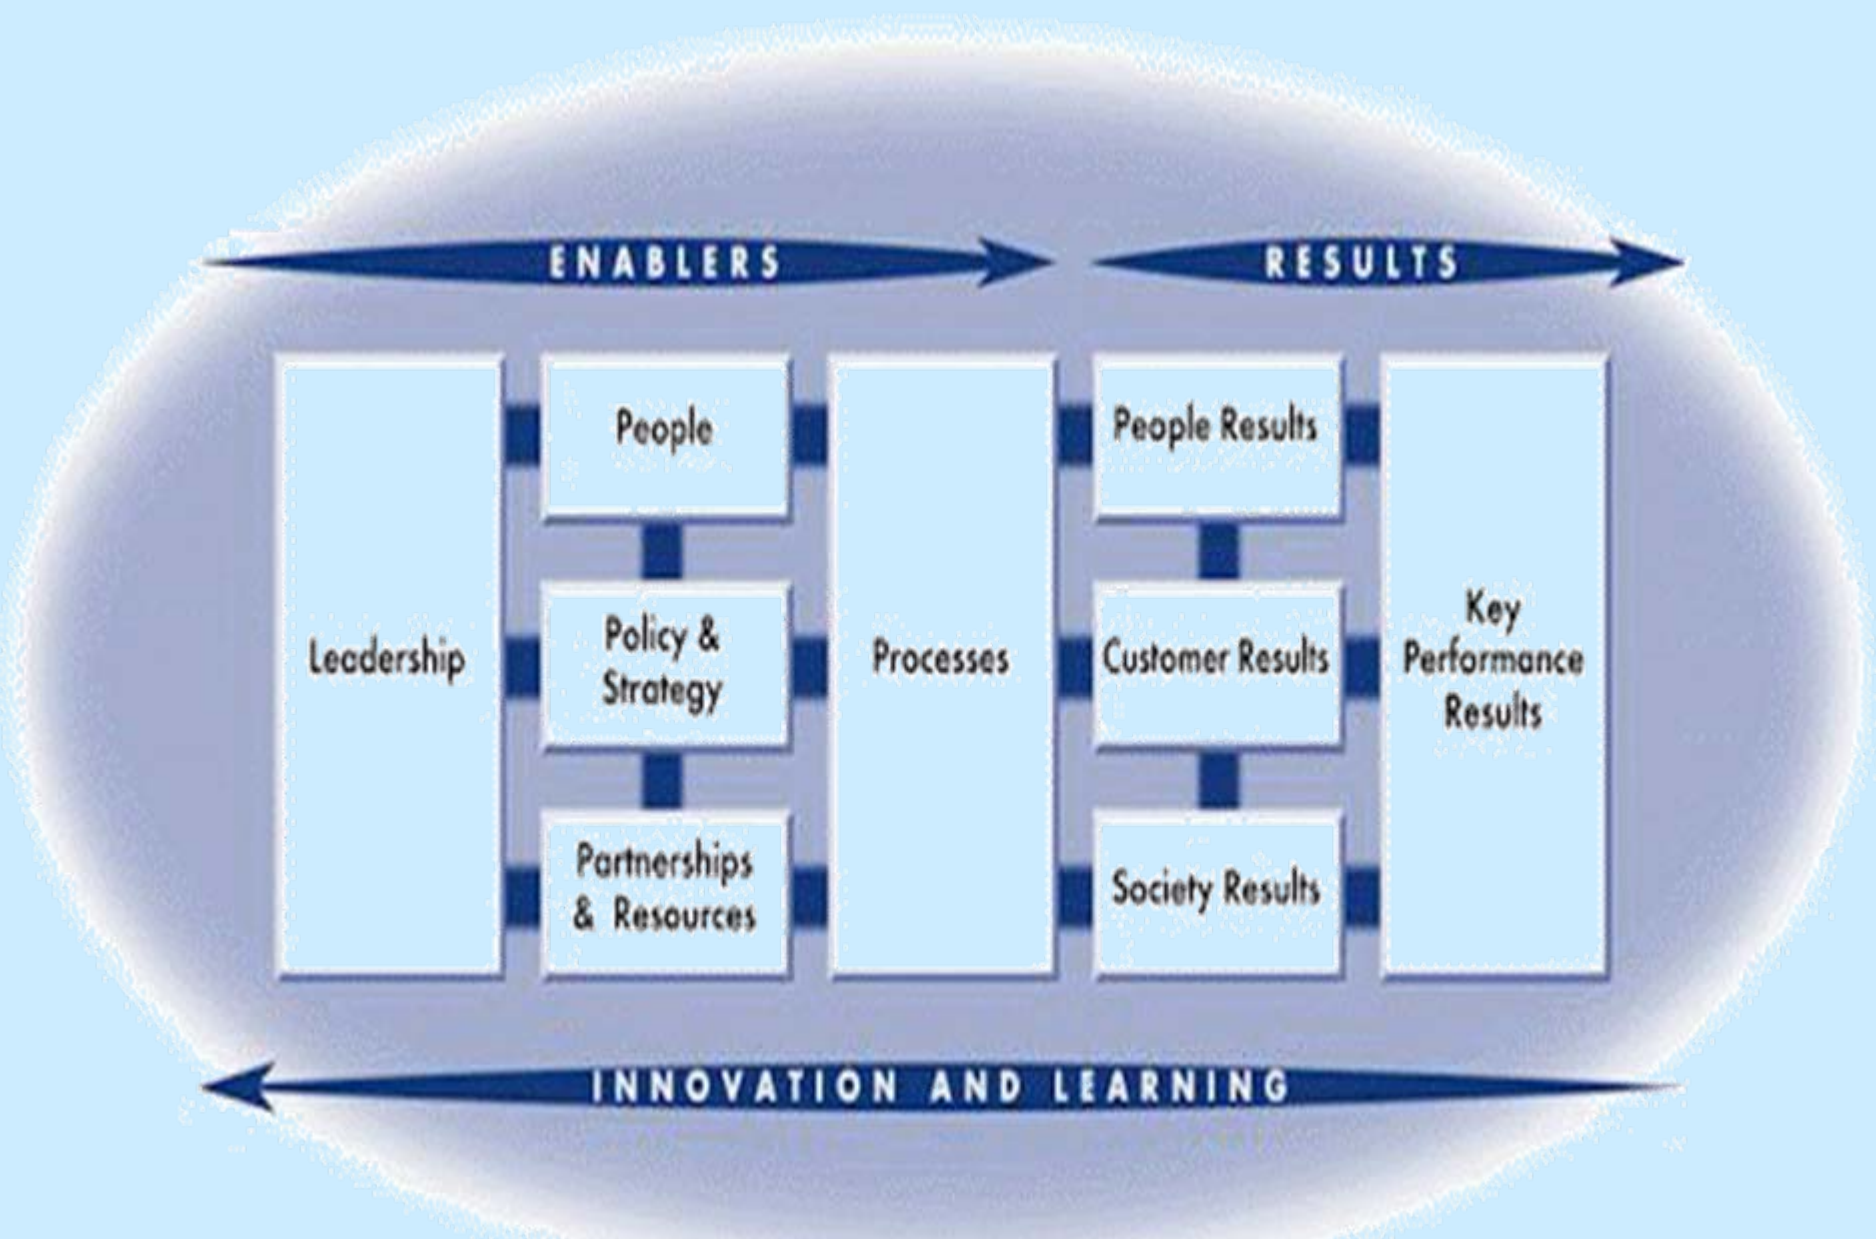 ENABLERS
RESULTS
Leadership
People
Policy &
Strategy
Partnerships
& Resources
Processes
People Results
Customer Results
Society Results
Key
Performance
Results
INNOVATION AND LEARNING